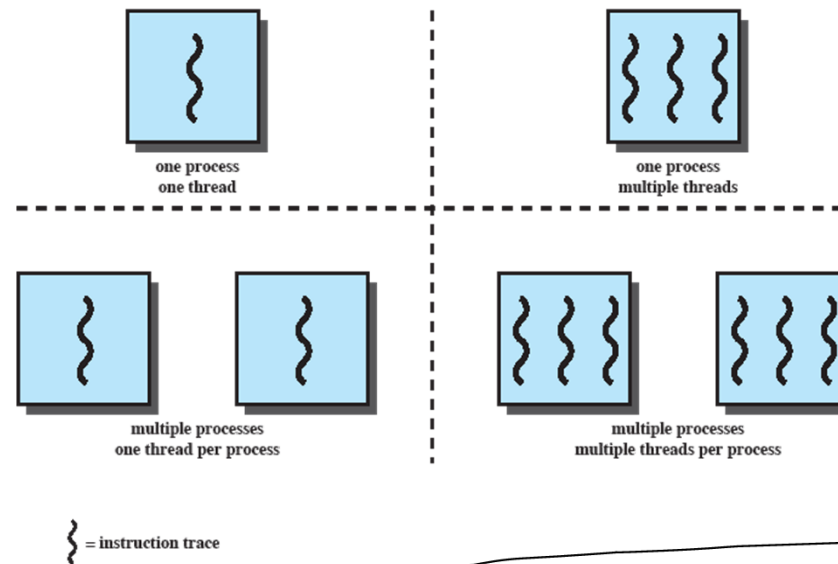 one process
one thread
one process
multiple threads
multiple processes
one thread per process
multiple processes
multiple threads per process
= instruction trace